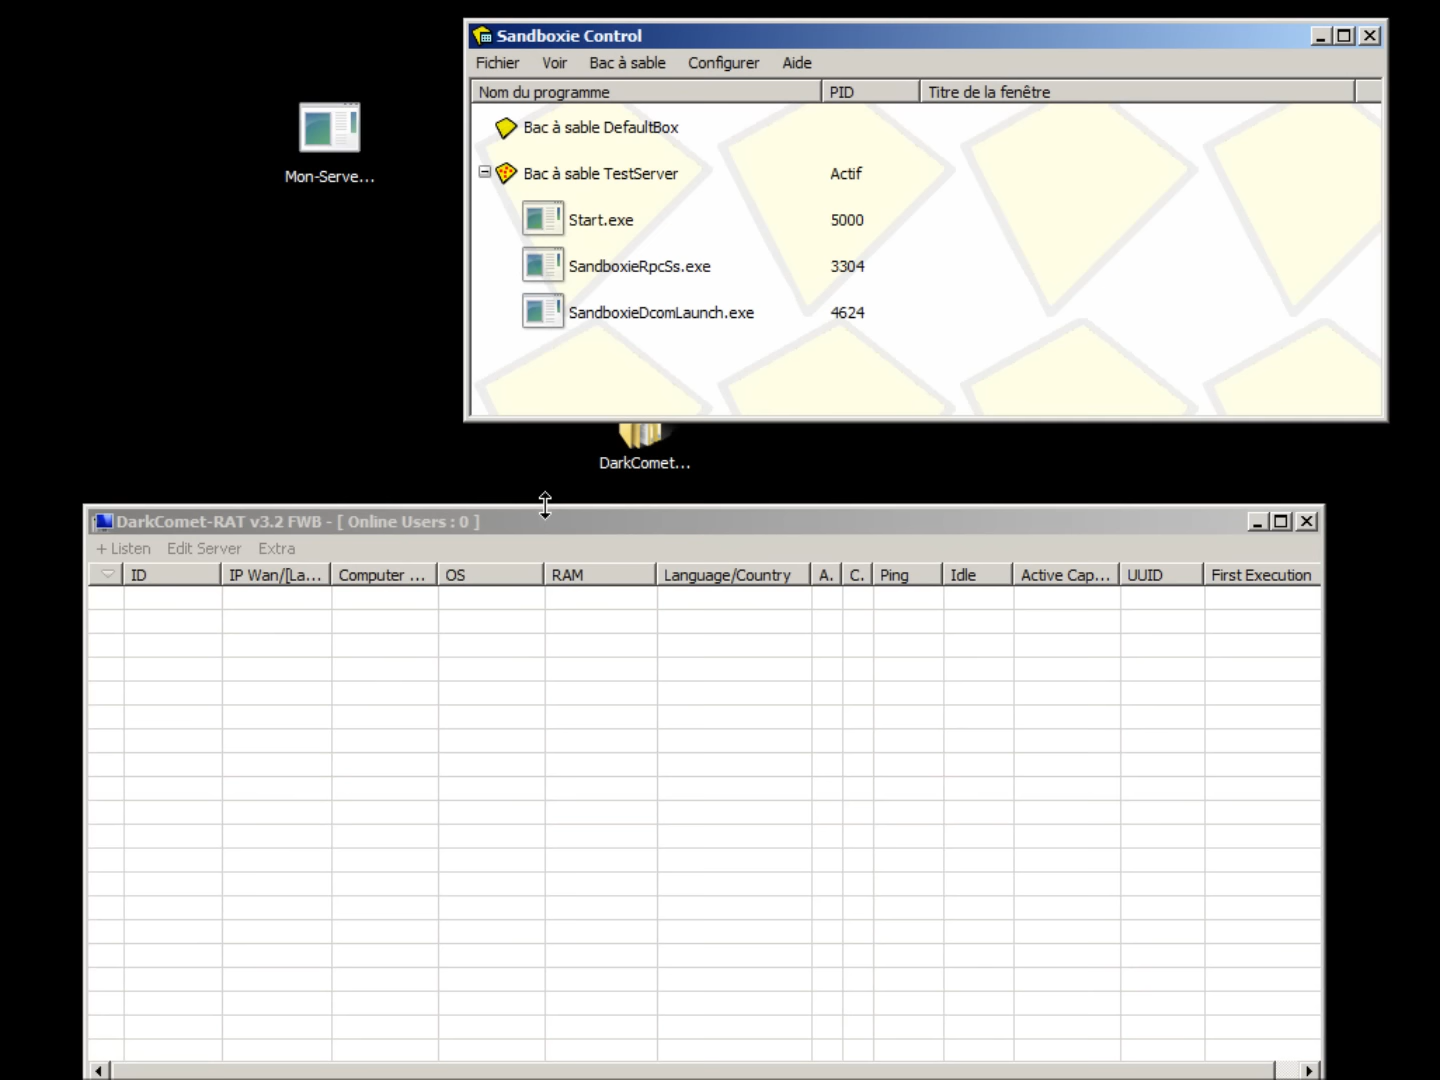 Sandboxie Control
Fichier Voir Bac à sable Configurer Aide
Nom du programme PID Titre de la fenêtre
Bac à sable DefaultBox
Bac à sable TestServer Actif
Start.exe 5000
SandboxieRpcSs.exe 3304
SandboxieDcomLaunch.exe 4624
Mon-Serve...
DarkComet...
DarkComet-RAT v3.2 FWB - [ Online Users : 0 ]
+ Listen Edit Server Extra
ID IP Wan/[La... Computer ... OS RAM Language/Country A. C. Ping Idle Active Cap... UUID First Execution